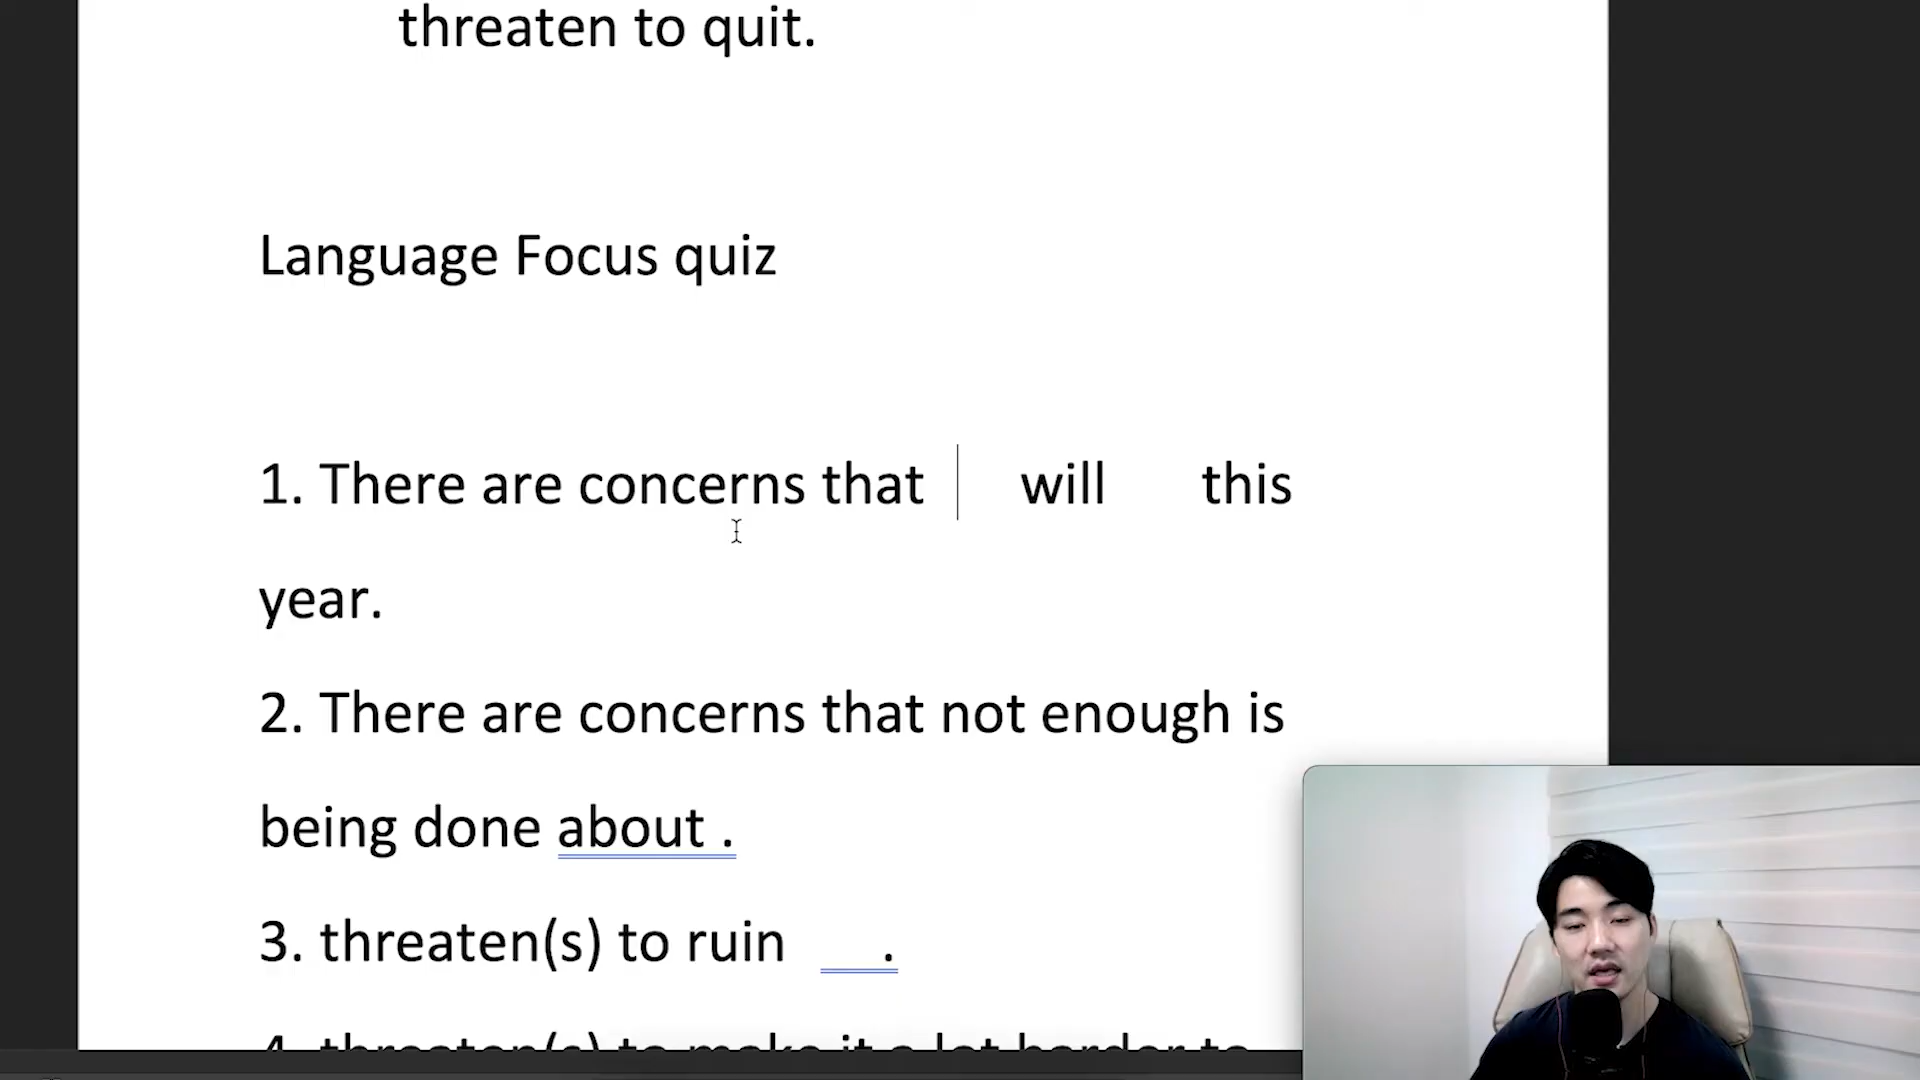 threaten to quit.
Language Focus quiz
1. There are concerns that will this
year.
2. There are concerns that not enough is
being done about .
3. threaten(s) to ruin .
4. threaten(s) to make it a lot harder to